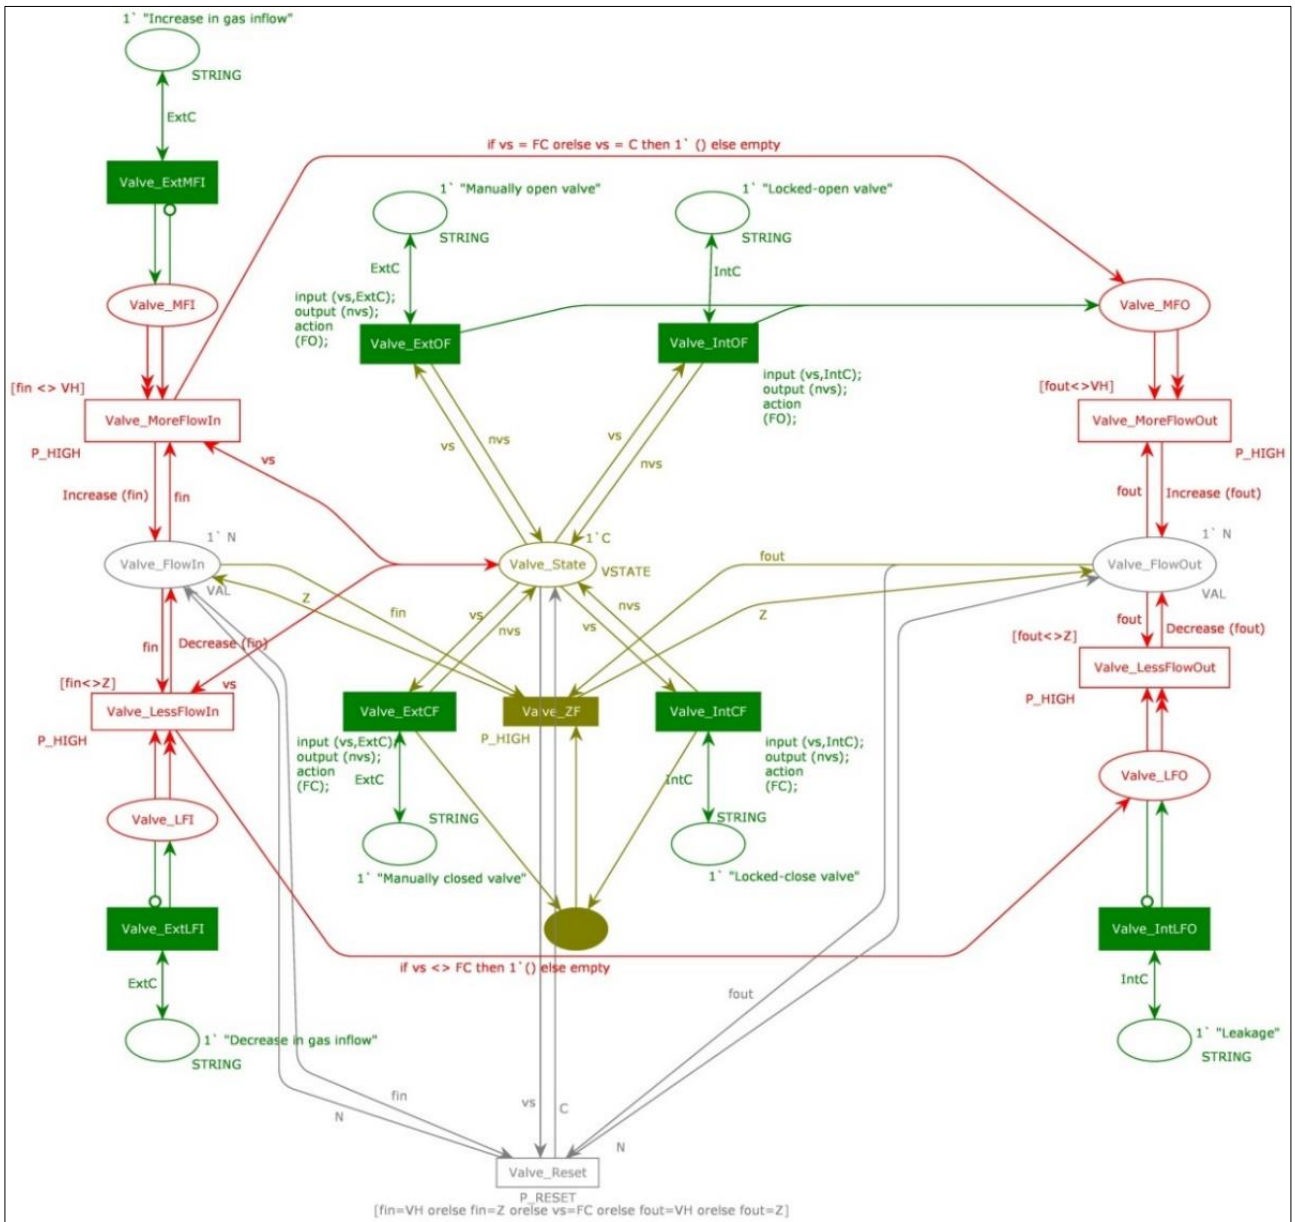 1` "Increase in gas inflow"
STRING
ExtC
if vs = FC orelse vs = C then 1` () else empty
Valve_ExtMFI
1` "Manually open valve"
1` "Locked-open valve"
STRING
STRING
ExtC
IntC
input (vs,ExtC);
output (nvs);
action
(FO);
Valve_MFI
Valve_MFO
Valve_ExtOF
Valve_IntOF
input (vs,IntC);
output (nvs);
action
(FO);
[fin <> VH]
[fout<>VH]
Valve_MoreFlowIn
Valve_MoreFlowOut
P_HIGH
P_HIGH
vs
vs
nvs
vs
nvs
Increase (fin)
fin
fout
Increase (fout)
1` N
1`C
1` N
Valve_FlowIn
Valve_State
Valve_FlowOut
fout
VSTATE
VAL
VAL
Z
fin
vs
nvs
vs
nvs
Z
fout
Decrease (fout)
fin
Decrease (fin)
[fout<>Z]
[fin<>Z]
vs
Valve_LessFlowOut
Valve_LessFlowIn
Valve_ExtCF
Valve_ZF
Valve_IntCF
P_HIGH
P_HIGH
P_HIGH
input (vs,ExtC);
output (nvs);
action
(FC);
ExtC
IntC
input (vs,IntC);
output (nvs);
action
(FC);
Valve_LFO
Valve_LFI
STRING
STRING
1` "Manually closed valve"
1` "Locked-close valve"
Valve_ExtLFI
Valve_IntLFO
if vs <> FC then 1`() else empty
ExtC
IntC
fout
1` "Decrease in gas inflow"
STRING
1` "Leakage"
STRING
fin
N
vs
C
N
Valve_Reset
P_RESET
[fin=VH orelse fin=Z orelse vs=FC orelse fout=VH orelse fout=Z]